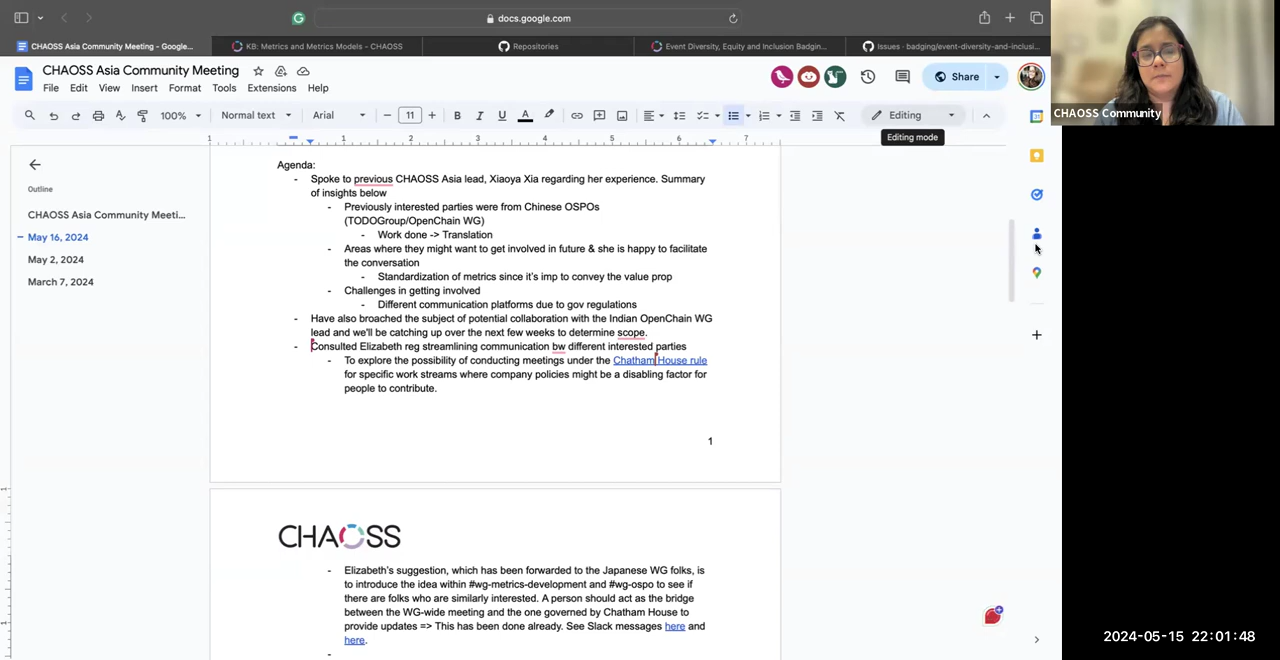 docs.google.com
CHAOSS Asia Community Meeting - Google...
KB: Metrics and Metrics Models - CHAOSS
Repositories
Event Diversity, Equity and Inclusion Badgin...
Issues · badging/event-diversity-and-inclusi...
CHAOSS Asia Community Meeting
File Edit View Insert Format Tools Extensions Help
Share
100% Normal text Arial 11 Editing
Editing mode
1 1 2 3 4 5 6 7
Outline
CHAOSS Asia Community Meeti...
May 16, 2024
May 2, 2024
March 7, 2024
Agenda:
- Spoke to previous CHAOSS Asia lead, Xiaoya Xia regarding her experience. Summary
of insights below
- Previously interested parties were from Chinese OSPOs
(TODOGroup/OpenChain WG)
- Work done -> Translation
- Areas where they might want to get involved in future & she is happy to facilitate
the conversation
- Standardization of metrics since it's imp to convey the value prop
- Challenges in getting involved
- Different communication platforms due to gov regulations
- Have also broached the subject of potential collaboration with the Indian OpenChain WG
lead and we'll be catching up over the next few weeks to determine scope.
- Consulted Elizabeth reg streamlining communication bw different interested parties
- To explore the possibility of conducting meetings under the Chatham House rule
for specific work streams where company policies might be a disabling factor for
people to contribute.
1
CHAOSS
- Elizabeth's suggestion, which has been forwarded to the Japanese WG folks, is
to introduce the idea within #wg-metrics-development and #wg-ospo to see if
there are folks who are similarly interested. A person should act as the bridge
between the WG-wide meeting and the one governed by Chatham House to
provide updates => This has been done already. See Slack messages here and
here.
-
CHAOSS Community
2024-05-15 22:01:48